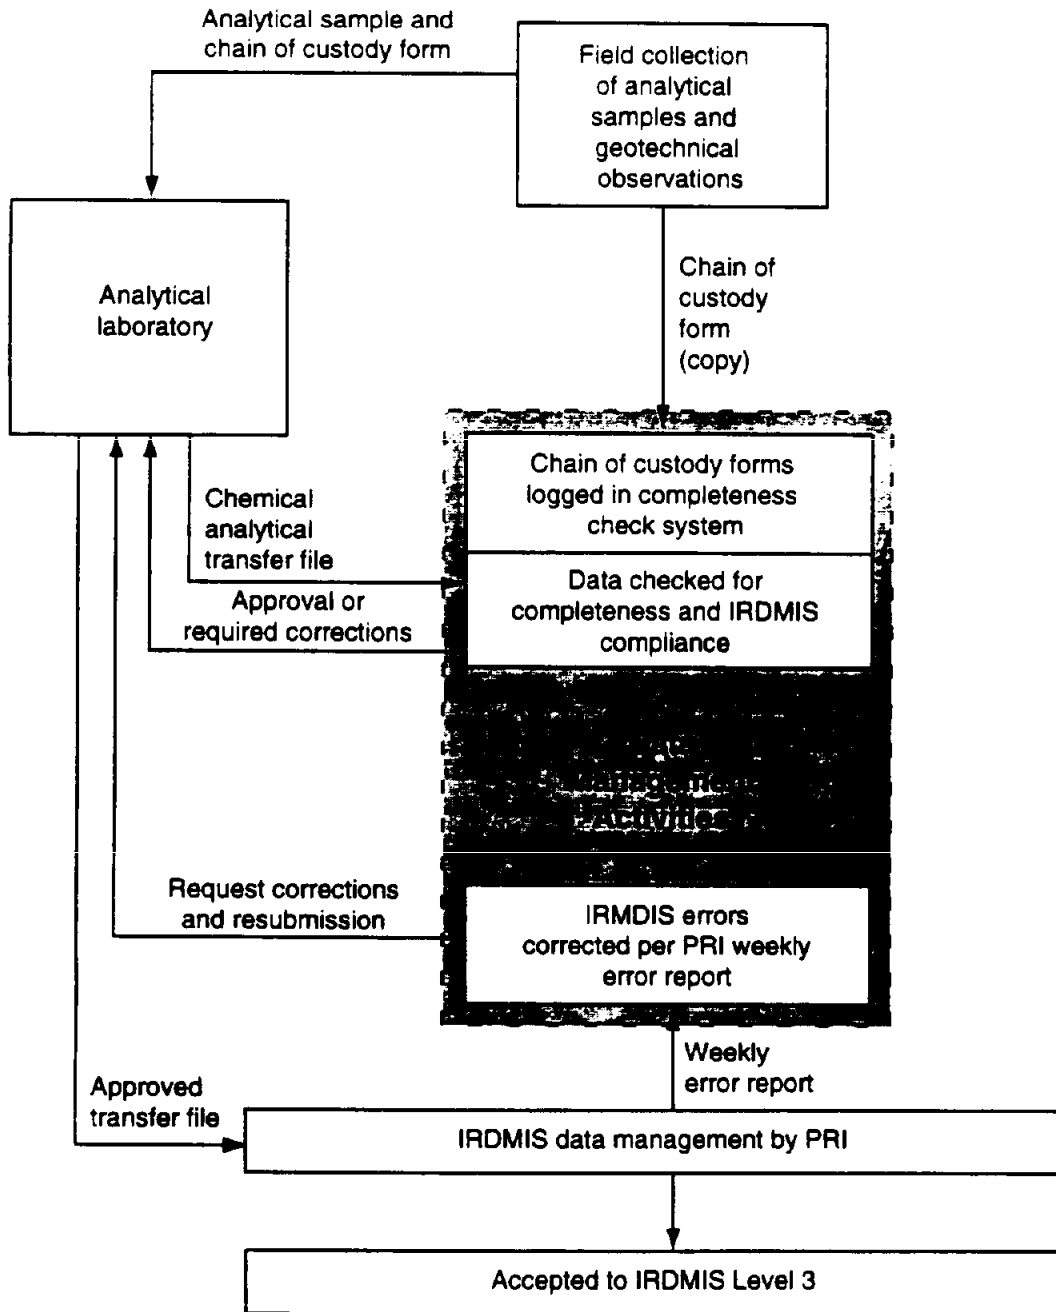 Analytical sample and
chain of custody form
Field collection
of analytical
samples and
geotechnical
observations
Analytical
laboratory
Chain of
custody
form
(copy)
Chain of custody forms
logged in completeness
check system
Chemical
analytical
transfer file
Data checked for
completeness and IRDMIS
compliance
Approval or
required corrections
Management
Activities
Request corrections
and resubmission
IRMDIS errors
corrected per PRI weekly
error report
Weekly
error report
Approved
transfer file
IRDMIS data management by PRI
Accepted to IRDMIS Level 3